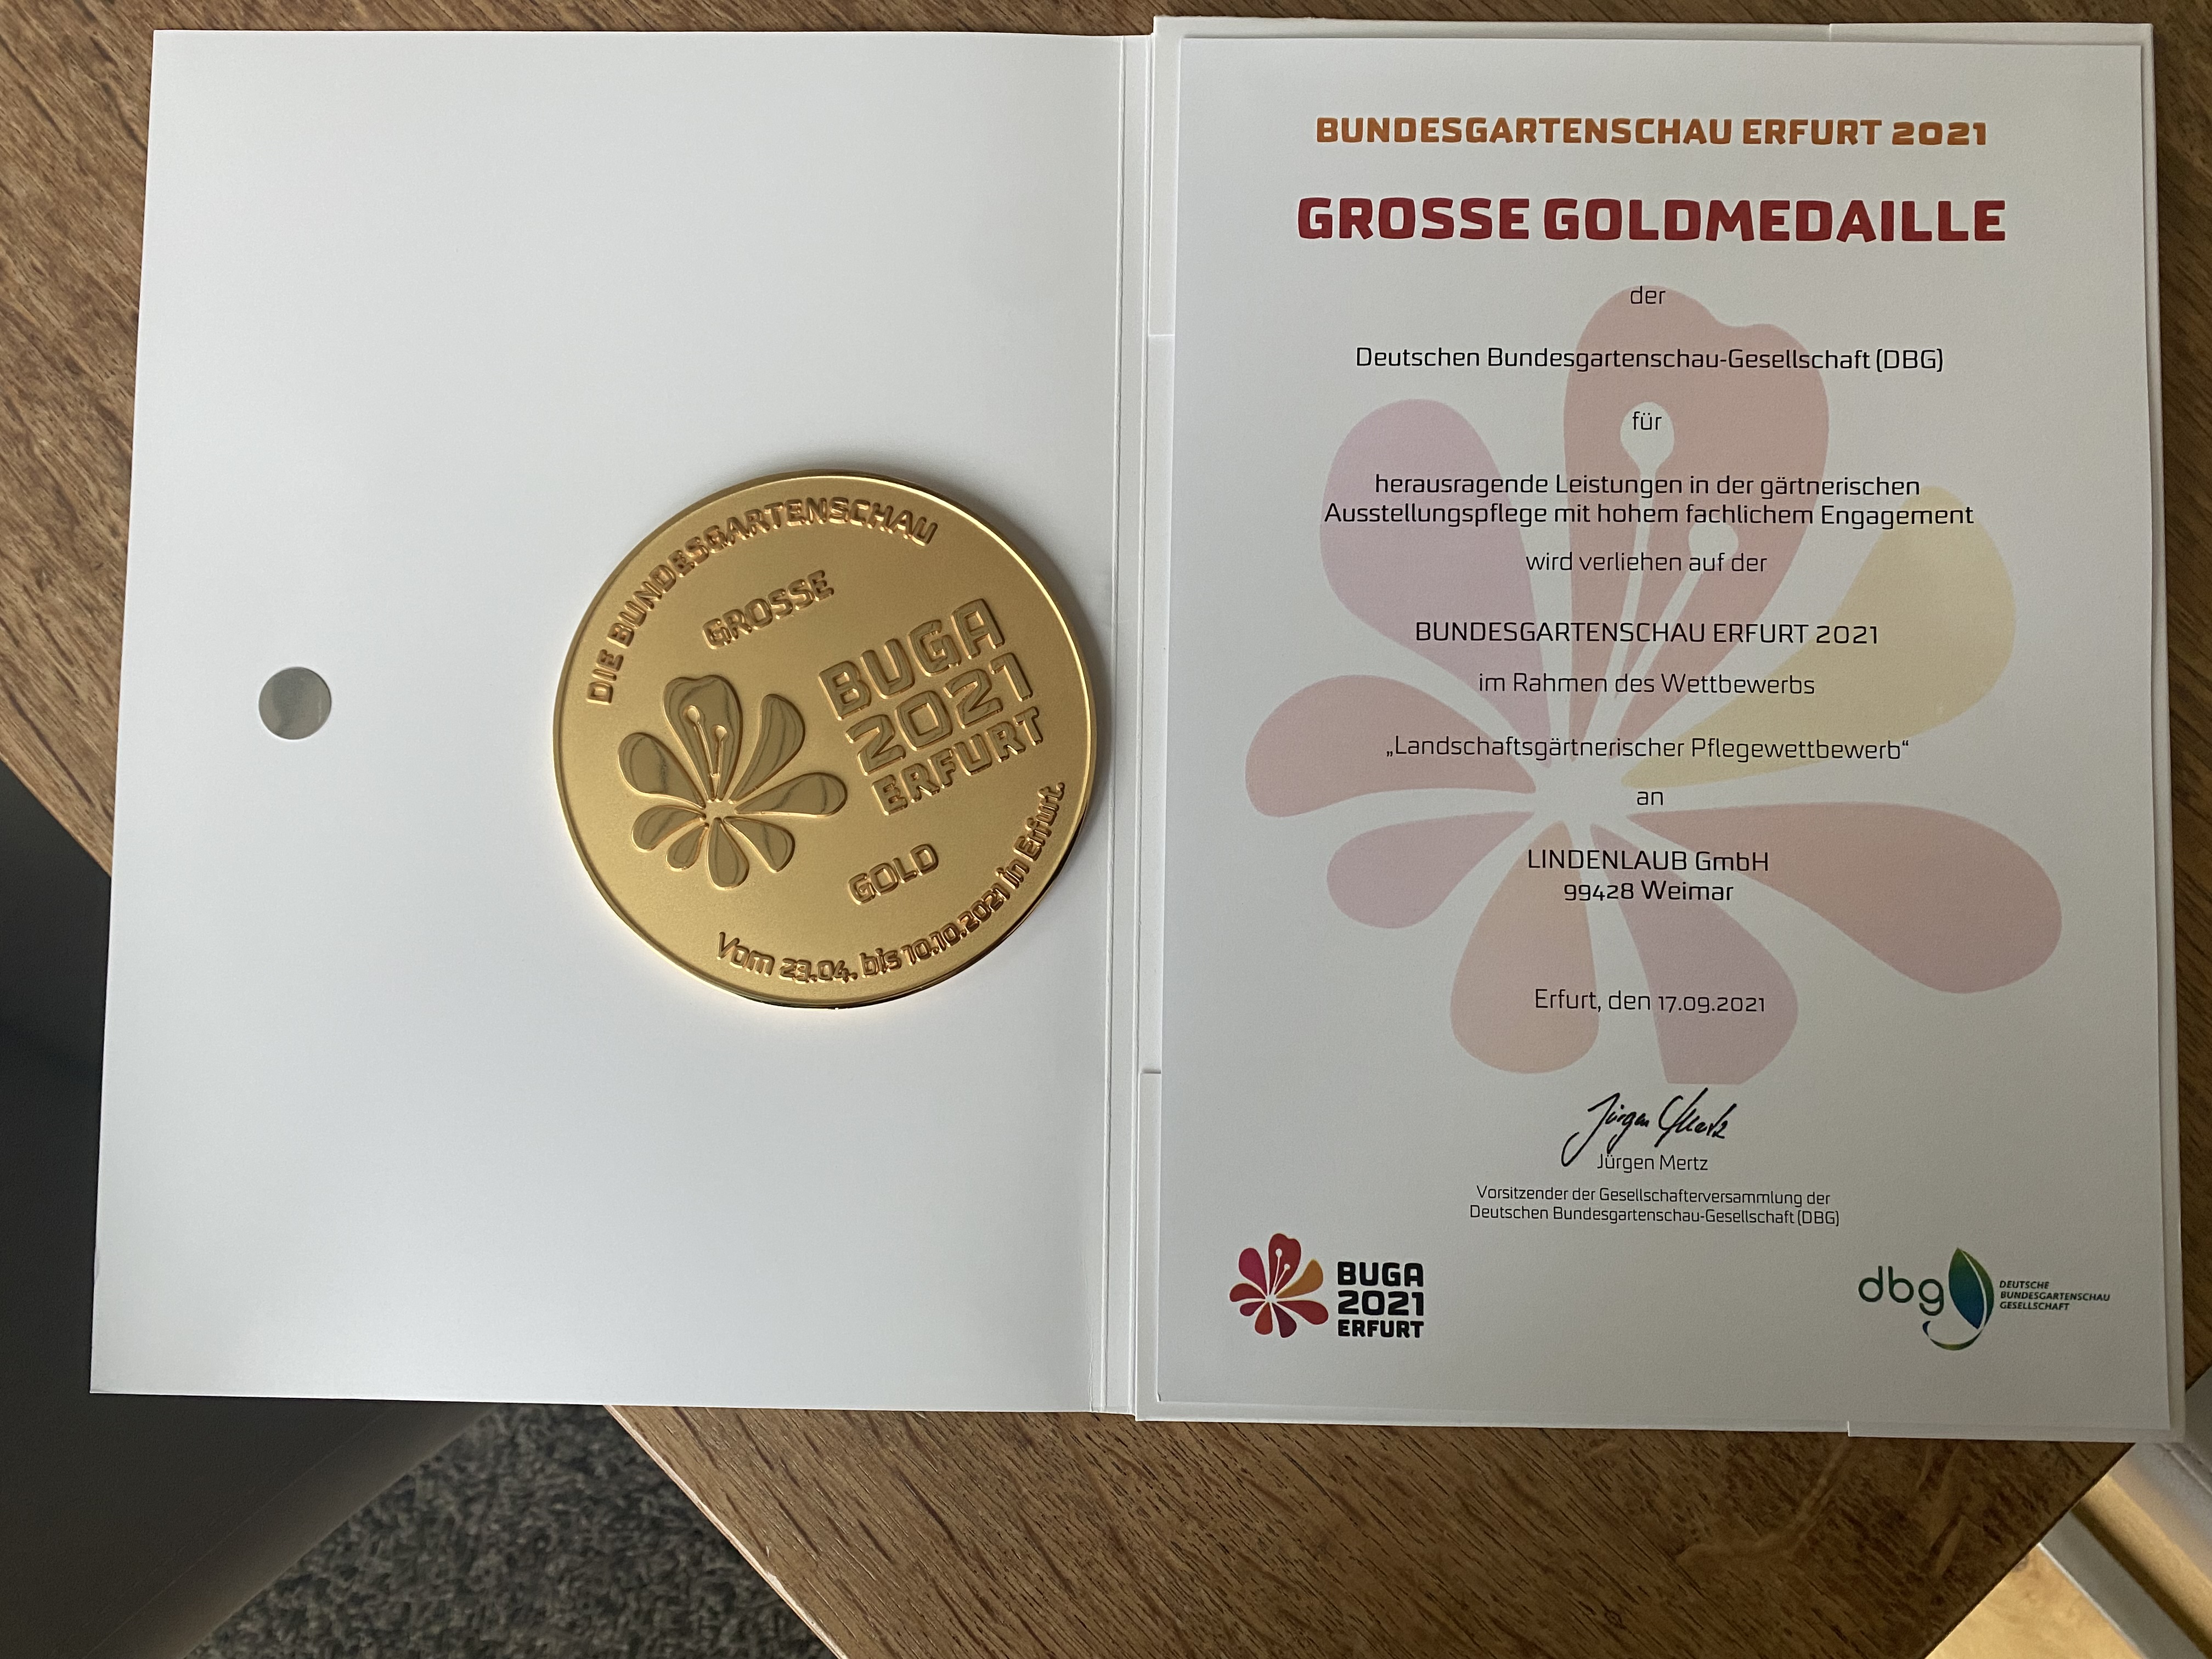 DIE BUNDESGARTENSCHAU
GROSSE
BUGA
2021
ERFURT
GOLD
Vom 23.04. bis 10.10.2021 in Erfurt.
BUNDESGARTENSCHAU ERFURT 2021
GROSSE GOLDMEDAILLE
der
Deutschen Bundesgartenschau-Gesellschaft (DBG)
für
herausragende Leistungen in der gärtnerischen
Ausstellungspflege mit hohem fachlichem Engagement
wird verliehen auf der
BUNDESGARTENSCHAU ERFURT 2021
im Rahmen des Wettbewerbs
„Landschaftsgärtnerischer Pflegewettbewerb“
an
LINDENLAUB GmbH
99428 Weimar
Erfurt, den 17.09.2021
Jürgen Mertz
Jürgen Mertz
Vorsitzender der Gesellschafterversammlung der
Deutschen Bundesgartenschau-Gesellschaft (DBG)
BUGA
2021
ERFURT
dbg
DEUTSCHE
BUNDESGARTENSCHAU
GESELLSCHAFT